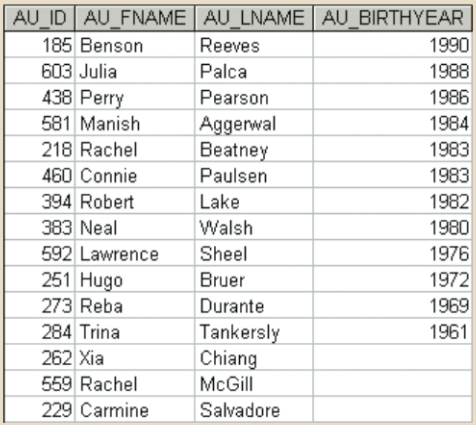 AU_ID AU_FNAME AU_LNAME AU_BIRTHYEAR
185 Benson Reeves 1990
603 Julia Palca 1988
438 Perry Pearson 1986
581 Manish Aggerwal 1984
218 Rachel Beatney 1983
460 Connie Paulsen 1983
394 Robert Lake 1982
383 Neal Walsh 1980
592 Lawrence Sheel 1976
251 Hugo Bruer 1972
273 Reba Durante 1969
284 Trina Tankersly 1961
262 Xia Chiang
559 Rachel McGill
229 Carmine Salvadore